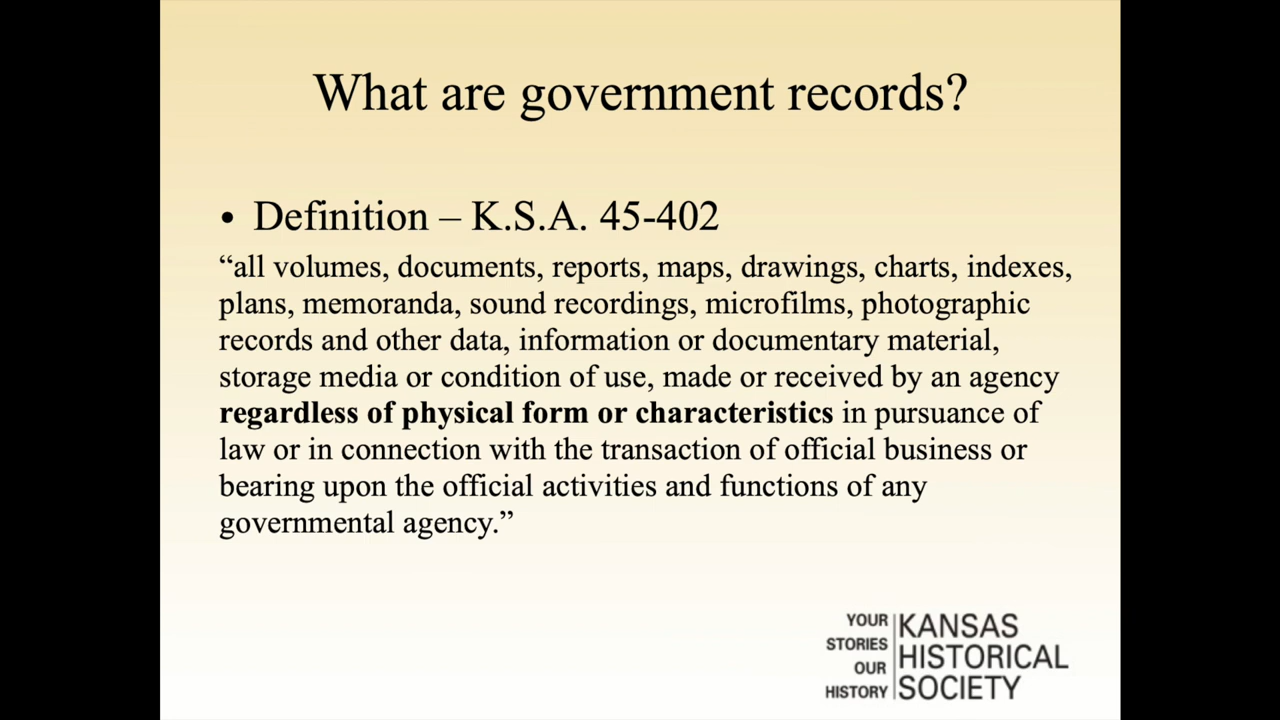 What are government records?
• Definition – K.S.A. 45-402
“all volumes, documents, reports, maps, drawings, charts, indexes,
plans, memoranda, sound recordings, microfilms, photographic
records and other data, information or documentary material,
storage media or condition of use, made or received by an agency
regardless of physical form or characteristics in pursuance of
law or in connection with the transaction of official business or
bearing upon the official activities and functions of any
governmental agency.”
YOUR
STORIES
OUR
HISTORY
KANSAS
HISTORICAL
SOCIETY